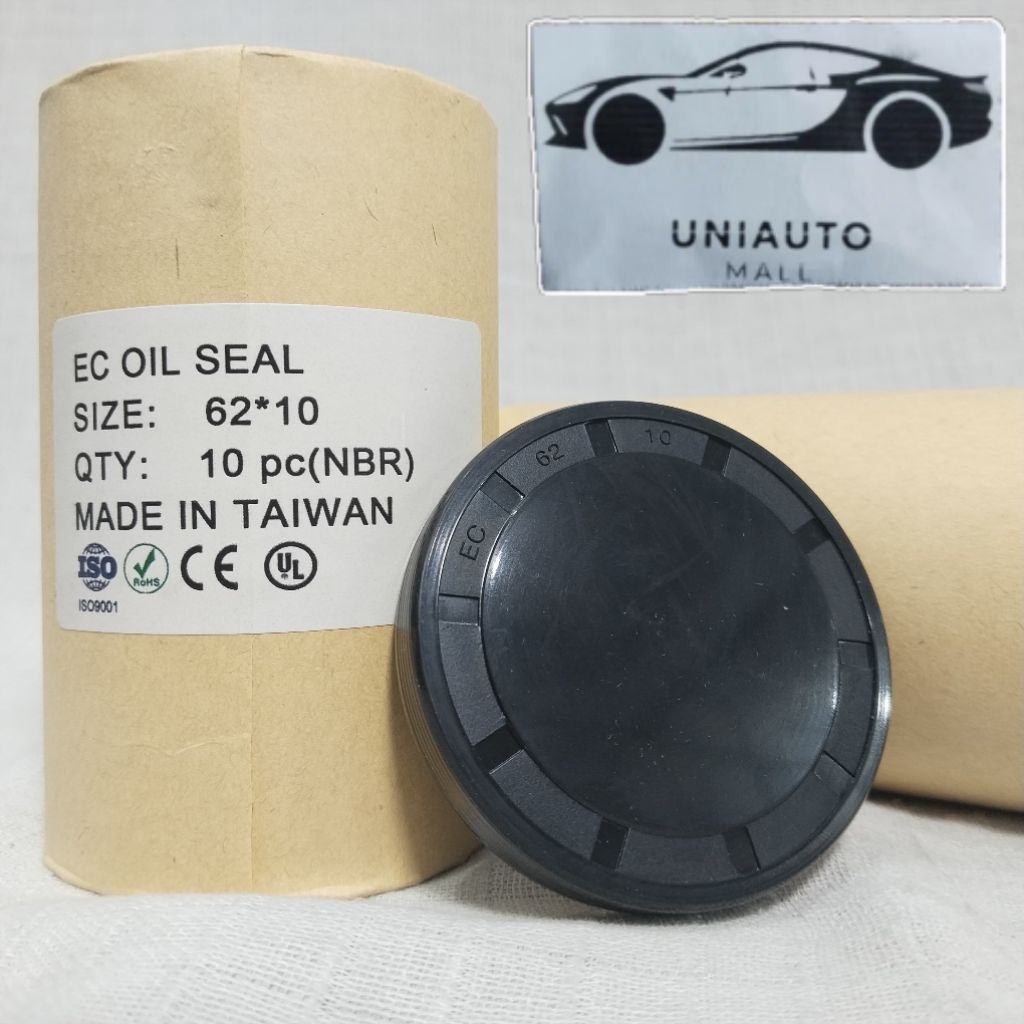 UNIAUTO
MALL
EC OIL SEAL
SIZE: 62*10
QTY: 10 pc(NBR)
MADE IN TAIWAN
ISO RoHS CE UL
ISO9001
EC 62 10